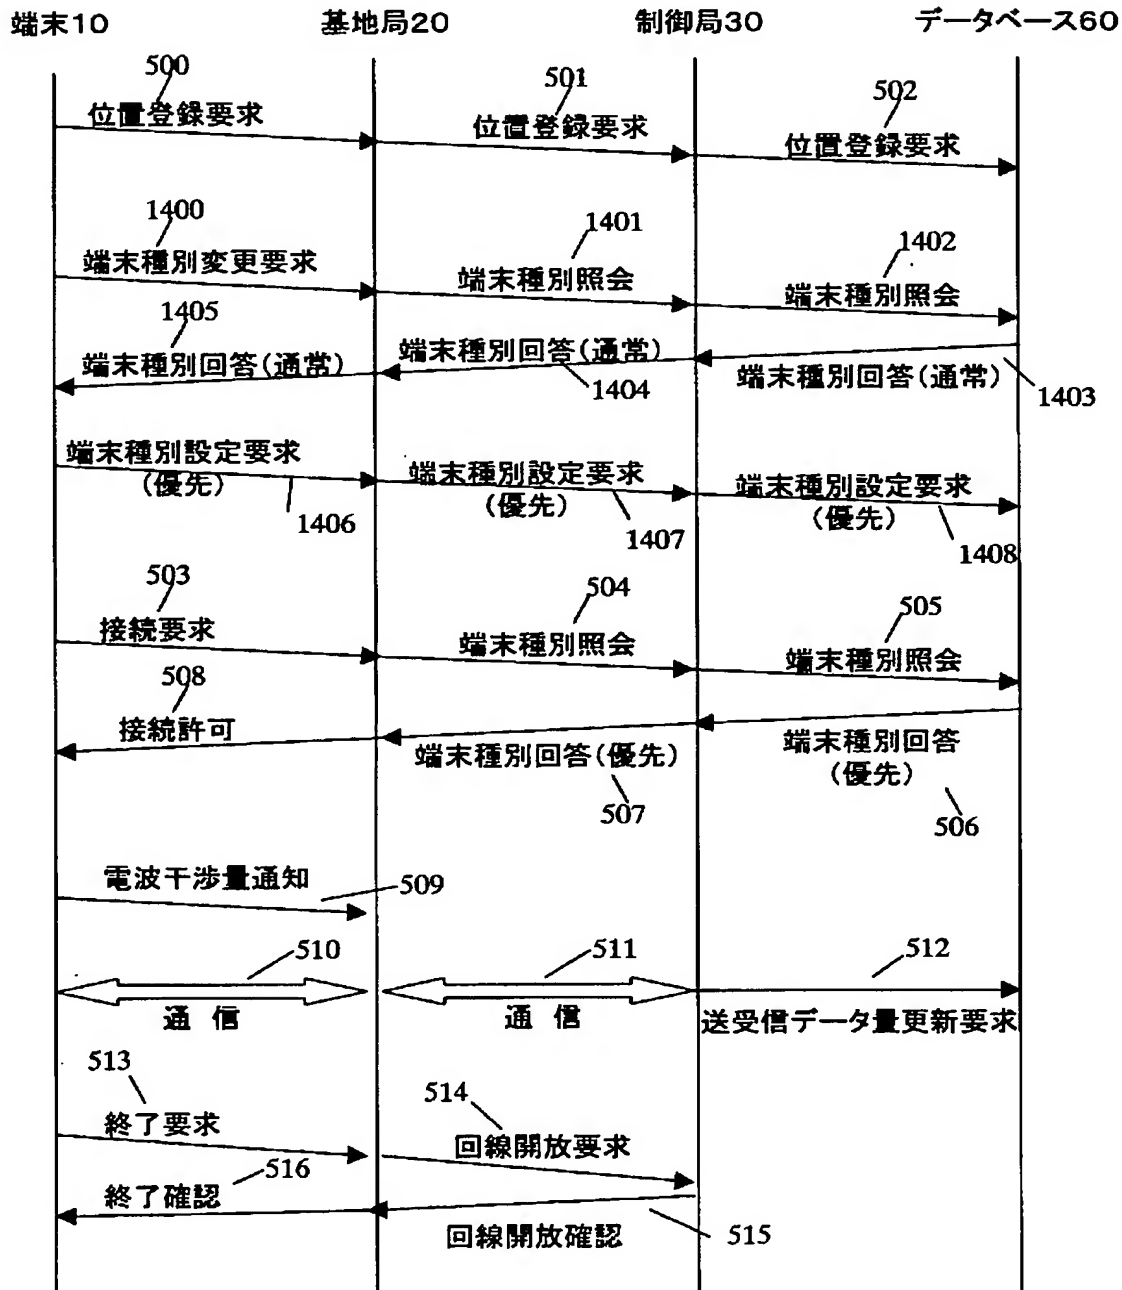 端末10 基地局20 制御局30 データベース60
500 501 502
位置登録要求 位置登録要求 位置登録要求
1400 1401 1402
端末種別変更要求 端末種別照会 端末種別照会
1405
端末種別回答(通常) 端末種別回答(通常) 端末種別回答(通常)
1404 1403
端末種別設定要求 端末種別設定要求 端末種別設定要求
(優先) (優先) (優先)
1406 1407 1408
503 504 505
接続要求 端末種別照会 端末種別照会
508
接続許可 端末種別回答(優先) 端末種別回答
(優先)
507 506
電波干渉量通知 509
510 511 512
通 信 通 信 送受信データ量更新要求
513 514
終了要求 回線開放要求
516
終了確認
回線開放確認 515